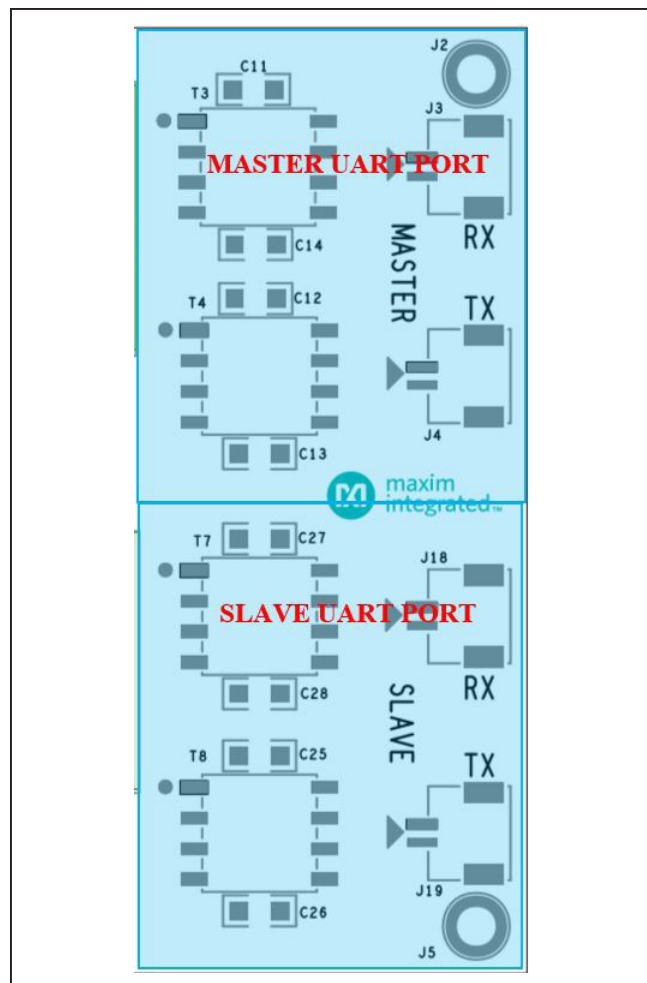 J2
C11
T3
J3
MASTER UART PORT
RX
C14
MASTER
C12
T4
TX
J4
C13
maxim
integrated™
T7
C27
J18
SLAVE UART PORT
RX
C28
SLAVE
T8
C25
TX
J19
C26
J5